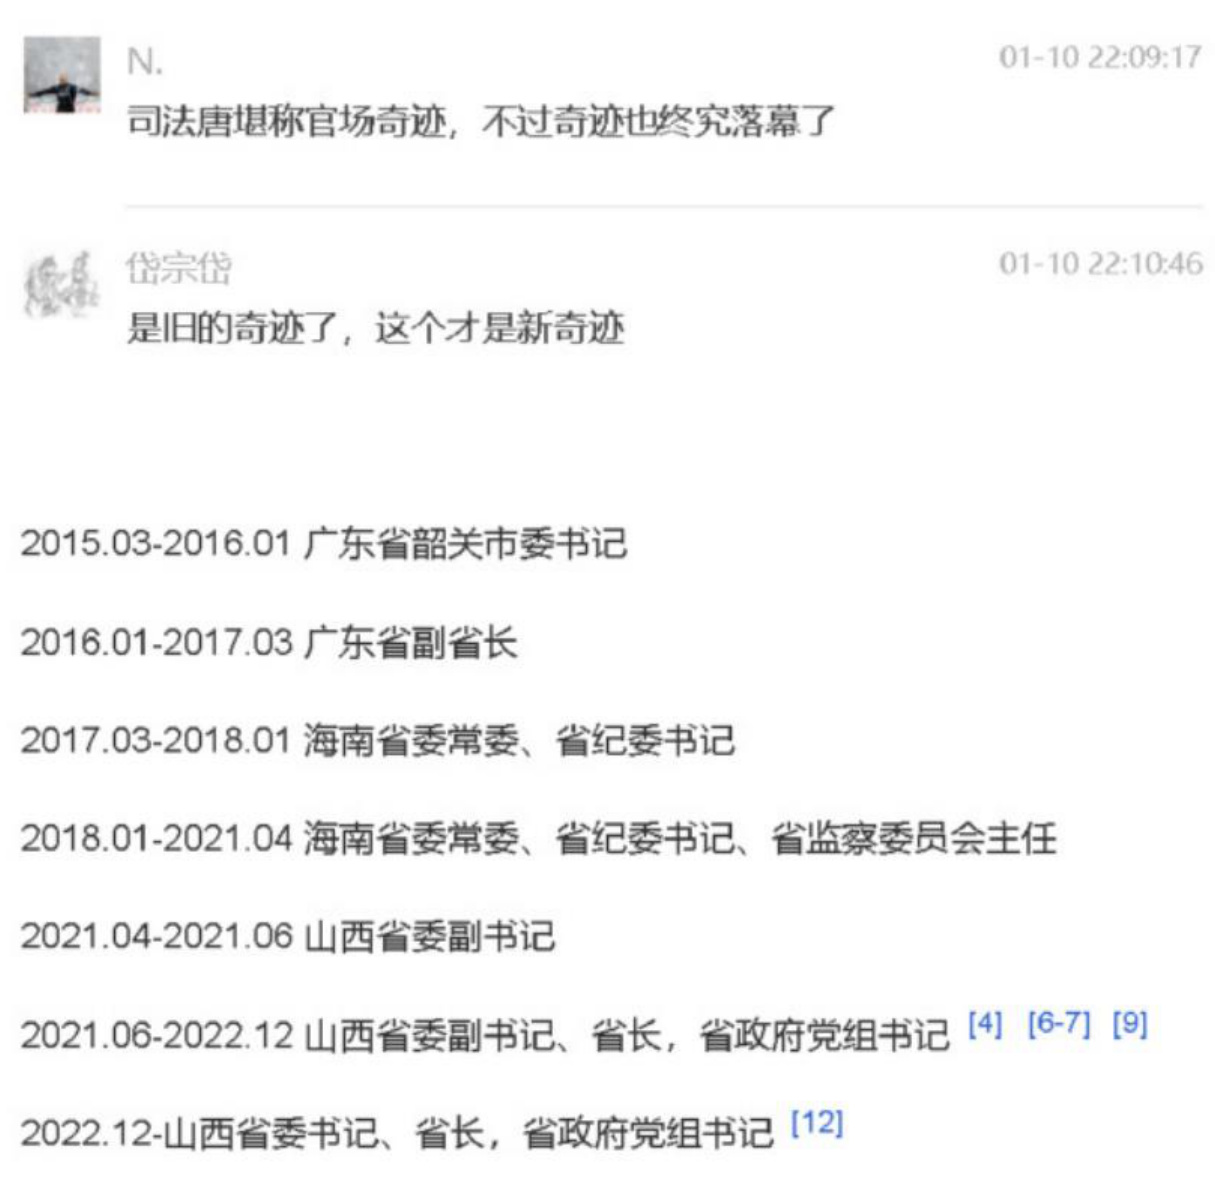 N.
01-10 22:09:17
司法唐堪称官场奇迹，不过奇迹也终究落幕了
岱宗岱
01-10 22:10:46
是旧的奇迹了，这个才是新奇迹
2015.03-2016.01 广东省韶关市委书记
2016.01-2017.03 广东省副省长
2017.03-2018.01 海南省委常委、省纪委书记
2018.01-2021.04 海南省委常委、省纪委书记、省监察委员会主任
2021.04-2021.06 山西省委副书记
2021.06-2022.12 山西省委副书记、省长，省政府党组书记 [4] [6-7] [9]
2022.12-山西省委书记、省长，省政府党组书记 [12]